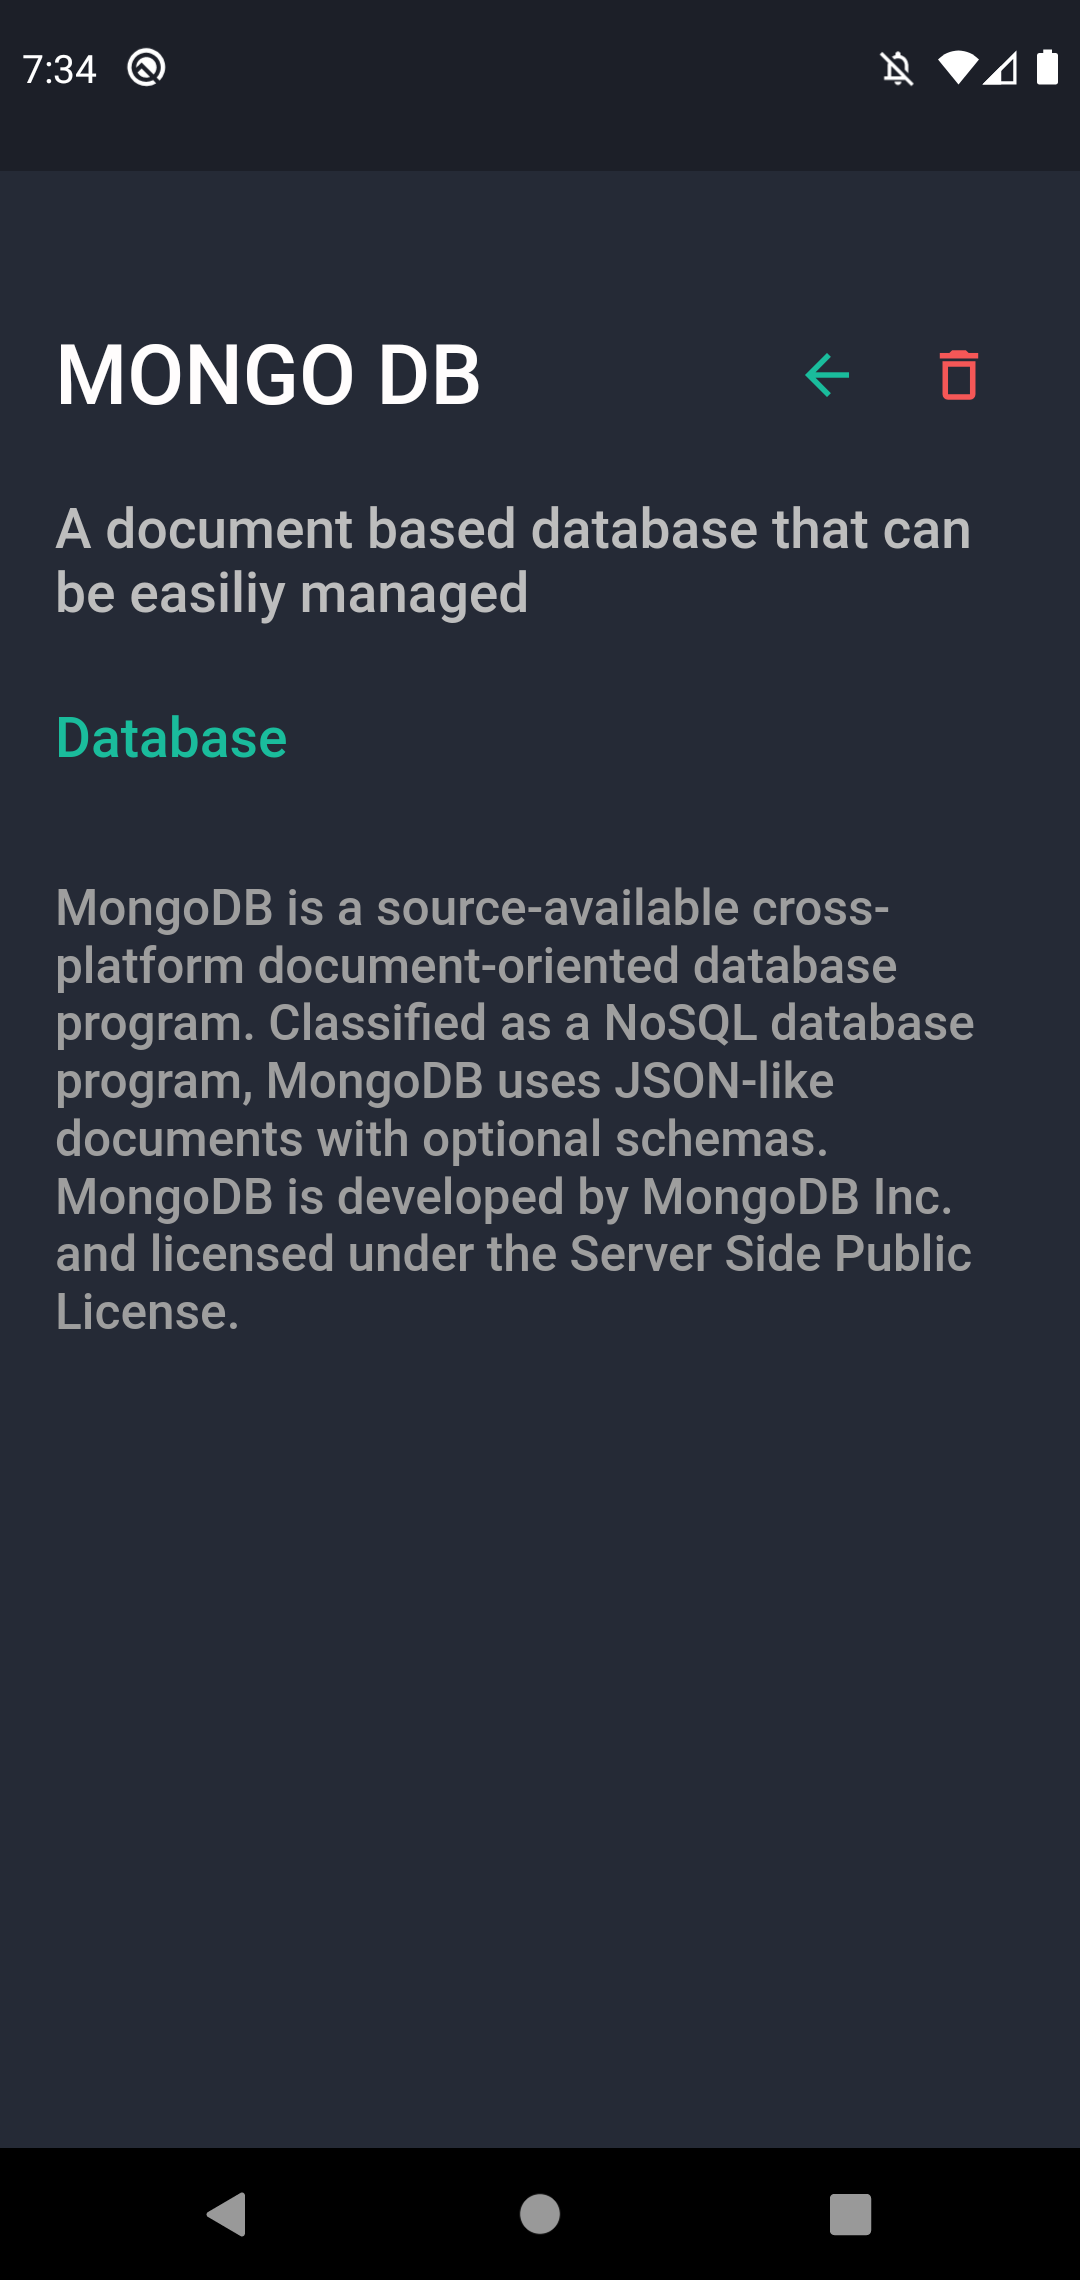 7:34
MONGO DB
A document based database that can
be easiliy managed
Database
MongoDB is a source-available cross-
platform document-oriented database
program. Classified as a NoSQL database
program, MongoDB uses JSON-like
documents with optional schemas.
MongoDB is developed by MongoDB Inc.
and licensed under the Server Side Public
License.